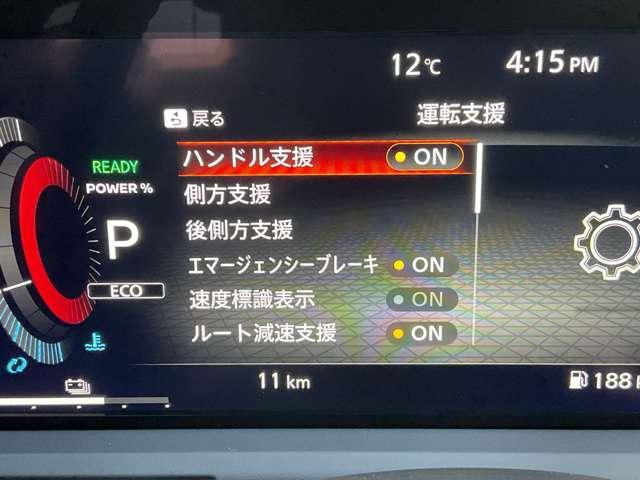 12℃ 4:15 PM
戻る 運転支援
ハンドル支援 ON
側方支援
後側方支援
エマージェンシーブレーキ ON
速度標識表示 ON
ルート減速支援 ON
READY
POWER %
P
ECO
11 km
188